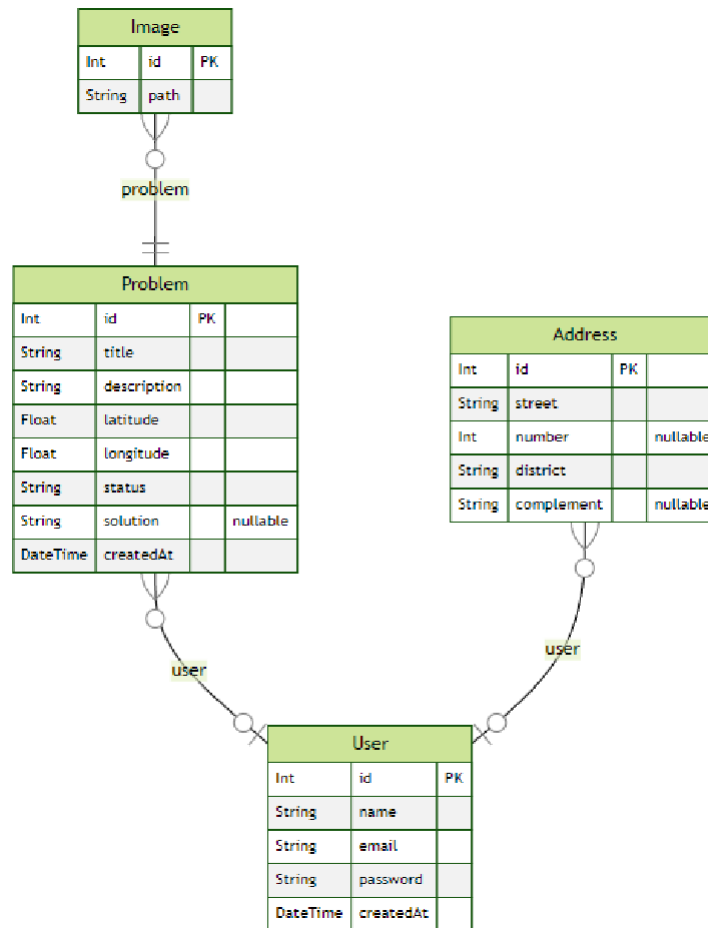 Image
Int id PK
String path
problem
Problem
Int id PK
String title
String description
Float latitude
Float longitude
String status
String solution nullable
DateTime createdAt
Address
Int id PK
String street
Int number nullable
String district
String complement nullable
user
user
User
Int id PK
String name
String email
String password
DateTime createdAt